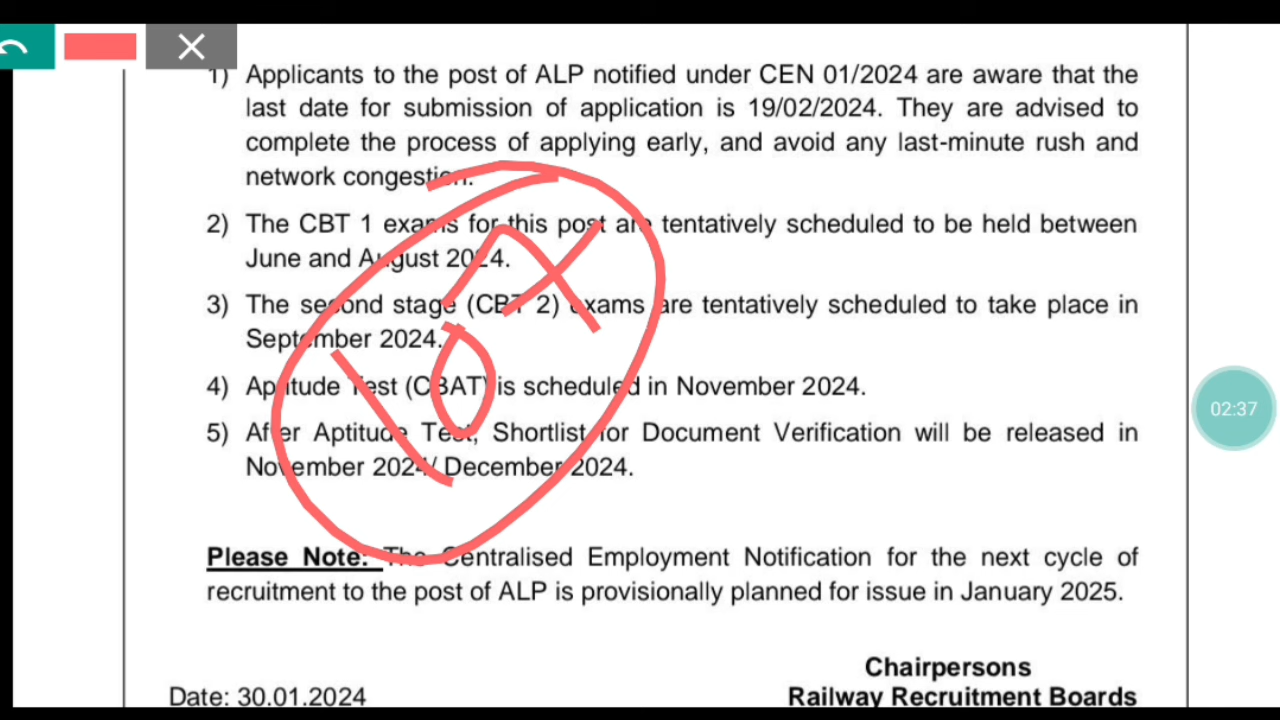 1) Applicants to the post of ALP notified under CEN 01/2024 are aware that the
last date for submission of application is 19/02/2024. They are advised to
complete the process of applying early, and avoid any last-minute rush and
network congestion.
2) The CBT 1 exams for this post are tentatively scheduled to be held between
June and August 2024.
3) The second stage (CBT 2) exams are tentatively scheduled to take place in
September 2024.
4) Aptitude Test (CBAT) is scheduled in November 2024.
02:37
5) After Aptitude Test, Shortlist for Document Verification will be released in
November 2024/ December 2024.
Please Note: The Centralised Employment Notification for the next cycle of
recruitment to the post of ALP is provisionally planned for issue in January 2025.
Chairpersons
Date: 30.01.2024 Railway Recruitment Boards